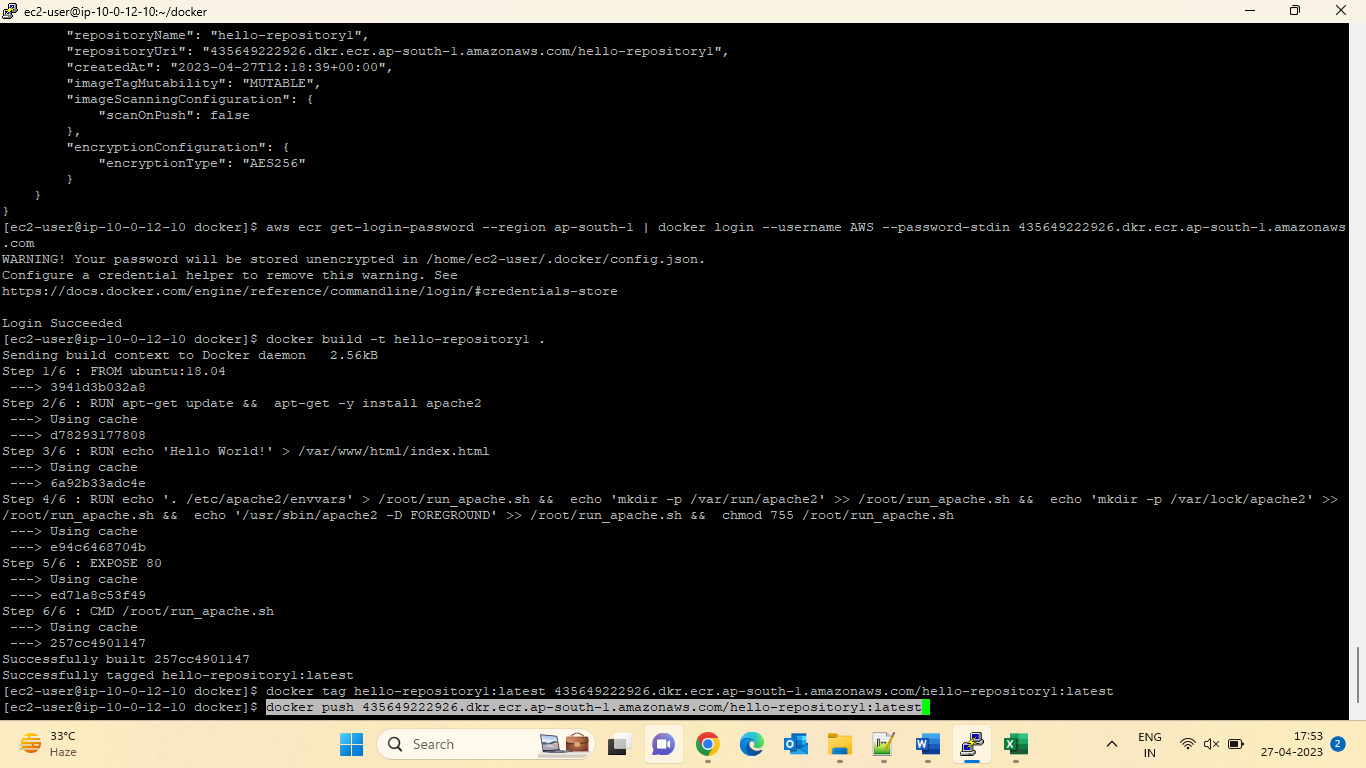 ec2-user@ip-10-0-12-10:~/docker
        "repositoryName": "hello-repository1",
        "repositoryUri": "435649222926.dkr.ecr.ap-south-1.amazonaws.com/hello-repository1",
        "createdAt": "2023-04-27T12:18:39+00:00",
        "imageTagMutability": "MUTABLE",
        "imageScanningConfiguration": {
            "scanOnPush": false
        },
        "encryptionConfiguration": {
            "encryptionType": "AES256"
        }
    }
}
[ec2-user@ip-10-0-12-10 docker]$ aws ecr get-login-password --region ap-south-1 | docker login --username AWS --password-stdin 435649222926.dkr.ecr.ap-south-1.amazonaws
.com
WARNING! Your password will be stored unencrypted in /home/ec2-user/.docker/config.json.
Configure a credential helper to remove this warning. See
https://docs.docker.com/engine/reference/commandline/login/#credentials-store
Login Succeeded
[ec2-user@ip-10-0-12-10 docker]$ docker build -t hello-repository1 .
Sending build context to Docker daemon   2.56kB
Step 1/6 : FROM ubuntu:18.04
 ---> 3941d3b032a8
Step 2/6 : RUN apt-get update &&  apt-get -y install apache2
 ---> Using cache
 ---> d78293177808
Step 3/6 : RUN echo 'Hello World!' > /var/www/html/index.html
 ---> Using cache
 ---> 6a92b33adc4e
Step 4/6 : RUN echo '. /etc/apache2/envvars' > /root/run_apache.sh &&  echo 'mkdir -p /var/run/apache2' >> /root/run_apache.sh &&  echo 'mkdir -p /var/lock/apache2' >>
/root/run_apache.sh &&  echo '/usr/sbin/apache2 -D FOREGROUND' >> /root/run_apache.sh &&  chmod 755 /root/run_apache.sh
 ---> Using cache
 ---> e94c6468704b
Step 5/6 : EXPOSE 80
 ---> Using cache
 ---> ed71a8c53f49
Step 6/6 : CMD /root/run_apache.sh
 ---> Using cache
 ---> 257cc4901147
Successfully built 257cc4901147
Successfully tagged hello-repository1:latest
[ec2-user@ip-10-0-12-10 docker]$ docker tag hello-repository1:latest 435649222926.dkr.ecr.ap-south-1.amazonaws.com/hello-repository1:latest
[ec2-user@ip-10-0-12-10 docker]$ docker push 435649222926.dkr.ecr.ap-south-1.amazonaws.com/hello-repository1:latest
33°C
Haze
Search
ENG
IN
17:53
27-04-2023
2